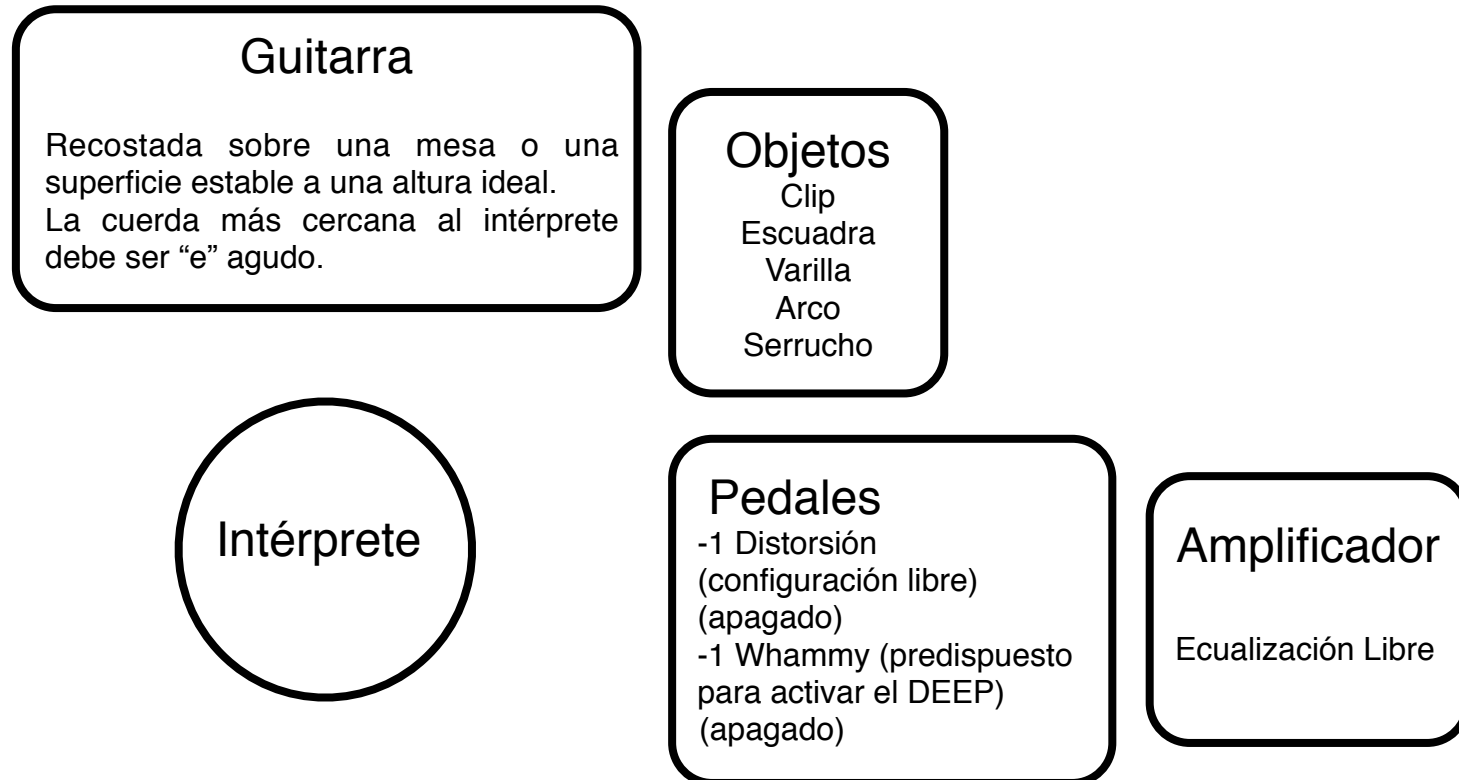 Guitarra
Recostada sobre una mesa o una
superficie estable a una altura ideal.
La cuerda más cercana al intérprete
debe ser “e” agudo.
Objetos
Clip
Escuadra
Varilla
Arco
Serrucho
Intérprete
Pedales
-1 Distorsión
(configuración libre)
(apagado)
-1 Whammy (predispuesto
para activar el DEEP)
(apagado)
Amplificador
Ecualización Libre